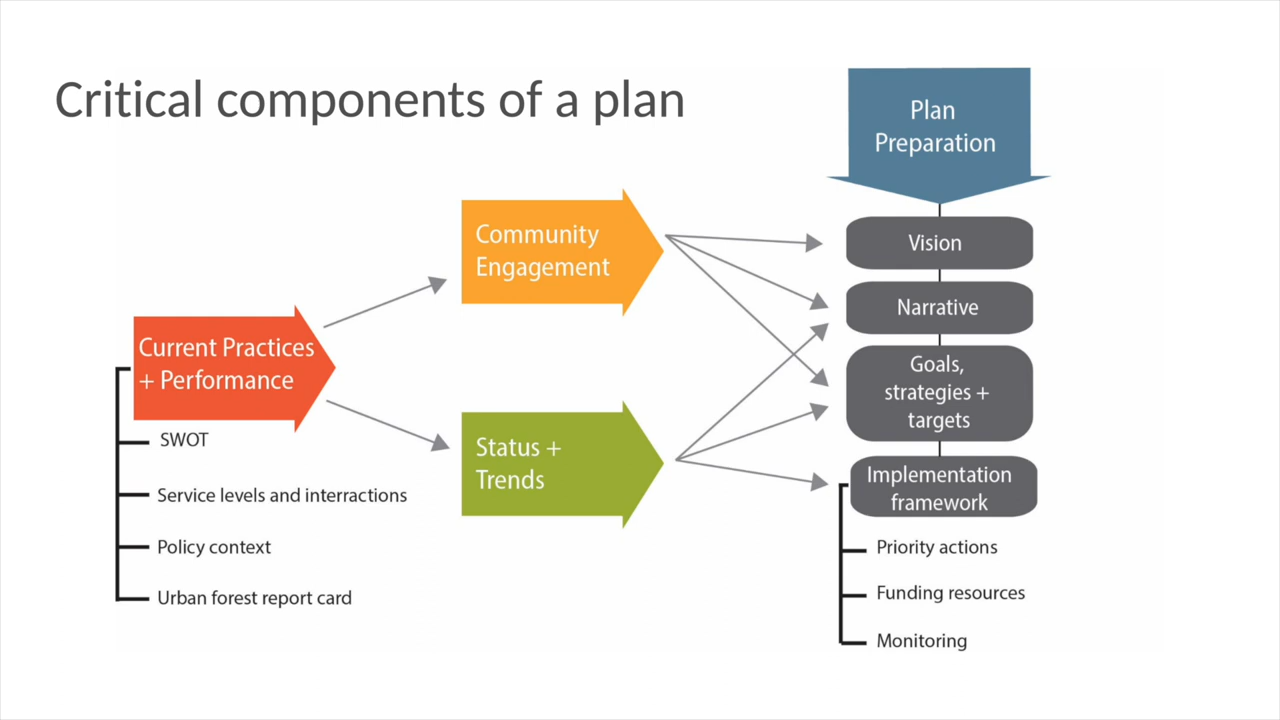 Critical components of a plan
Plan
Preparation
Community
Engagement
Vision
Narrative
Current Practices
+ Performance
Goals,
strategies +
targets
SWOT
Status +
Trends
Implementation
framework
Service levels and interractions
Policy context
Urban forest report card
Priority actions
Funding resources
Monitoring